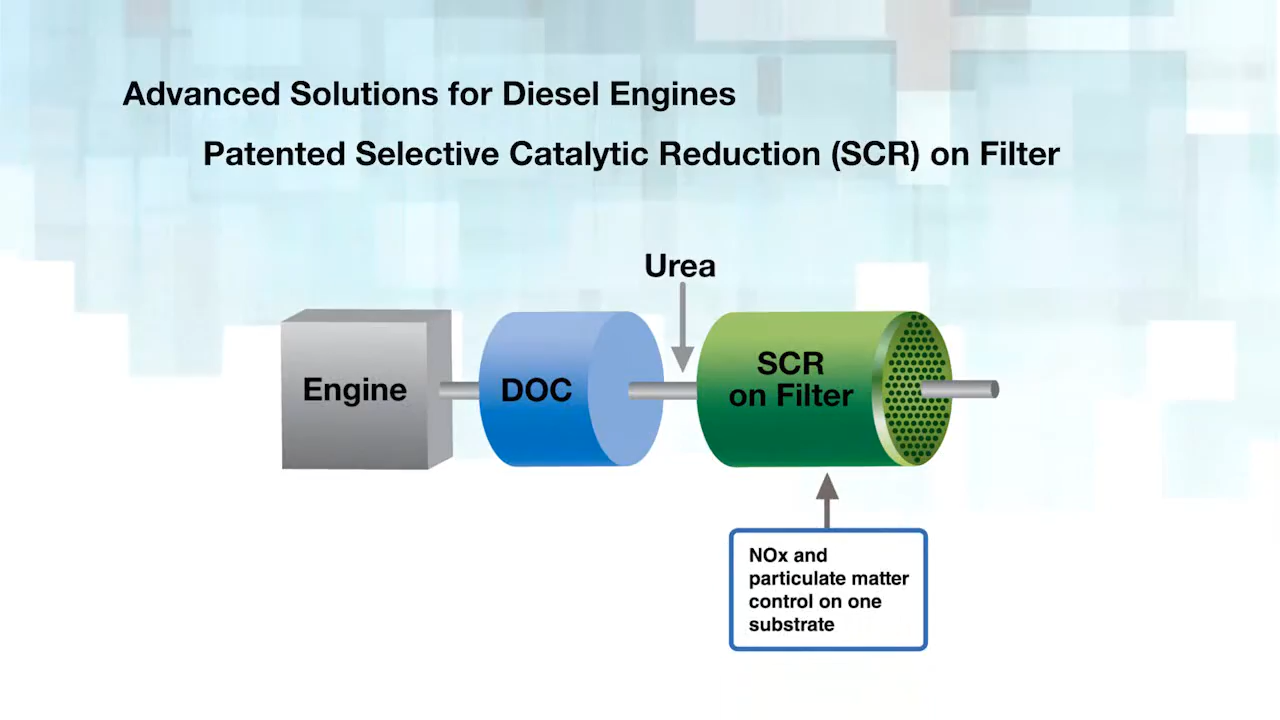 Advanced Solutions for Diesel Engines
Patented Selective Catalytic Reduction (SCR) on Filter
Urea
Engine
DOC
SCR
on Filter
NOx and
particulate matter
control on one
substrate